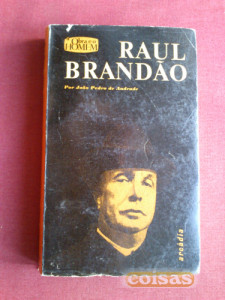 A OBRA E O HOMEM
RAUL
BRANDÃO
Por João Pedro de Andrade
arcádia
coisas